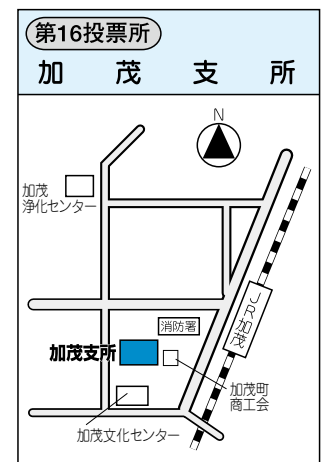 第16投票所
加茂支所
N
加茂
浄化センター
JR加茂
消防署
加茂支所
加茂町
商工会
加茂文化センター